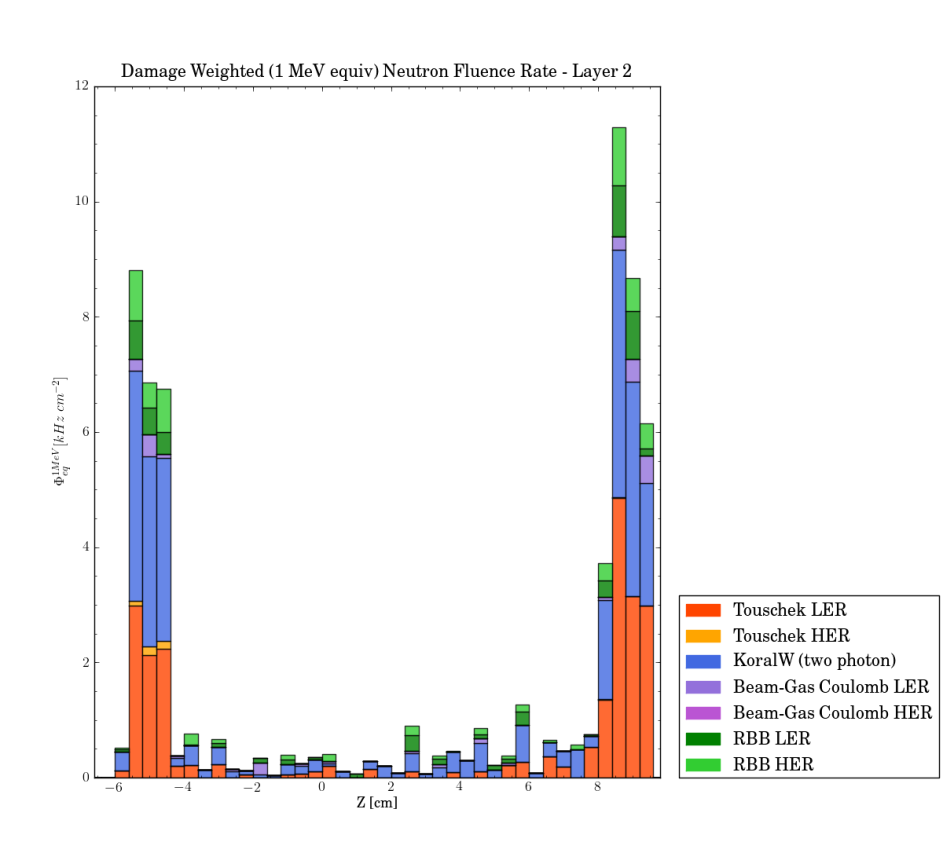 Damage Weighted (1 MeV equiv) Neutron Fluence Rate - Layer 2
12
10
8
6
4
2
0
Φ_{eq}^{1MeV}[kHz cm^{-2}]
−6 −4 −2 0 2 4 6 8
Z [cm]
Touschek LER
Touschek HER
KoralW (two photon)
Beam-Gas Coulomb LER
Beam-Gas Coulomb HER
RBB LER
RBB HER